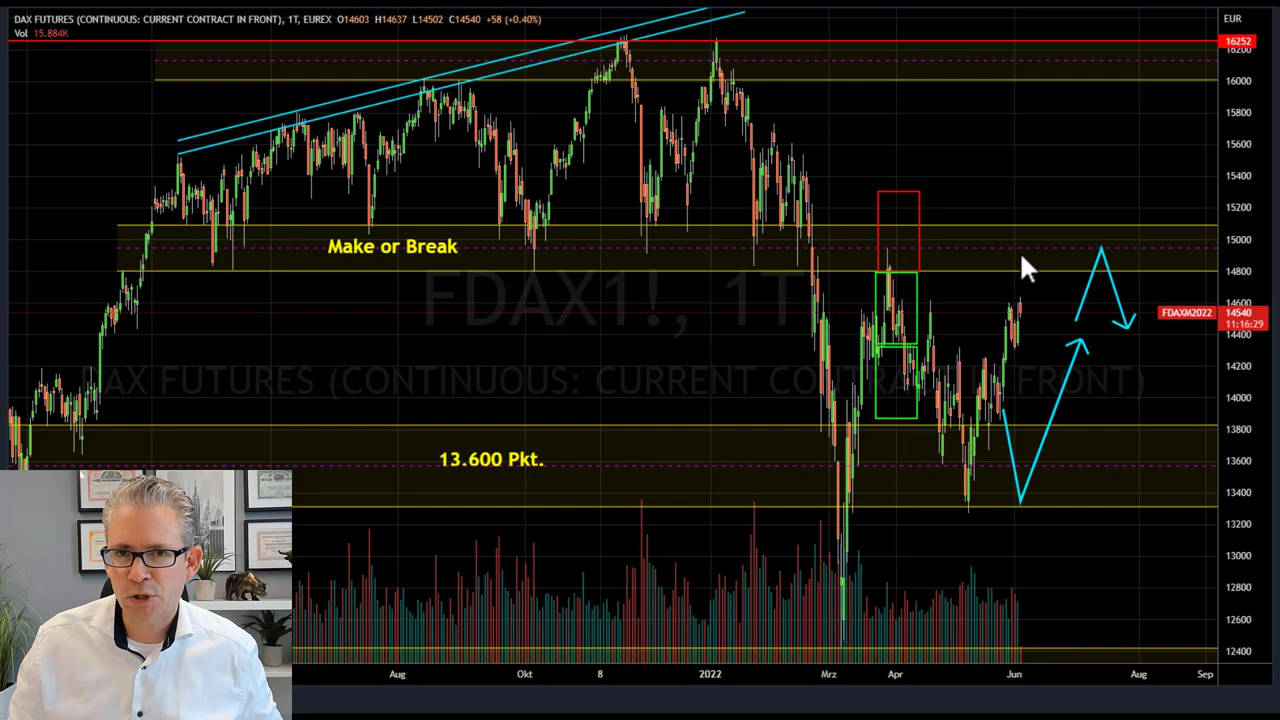 DAX FUTURES (CONTINUOUS: CURRENT CONTRACT IN FRONT), 1T, EUREX O14603 H14637 L14502 C14540 +58 (+0.40%)
EUR
Vol 15.884K
16252
16200
16000
15800
15600
15400
15200
15000
Make or Break
14800
FDAX1!, 1T
14600
FDAXM2022 14540
11:16:29
14400
DAX FUTURES (CONTINUOUS: CURRENT CONTRACT IN FRONT)
14200
14000
13800
13.600 Pkt.
13600
13400
13200
13000
12800
12600
12400
Aug Okt 8 2022 Mrz Apr Jun Aug Sep